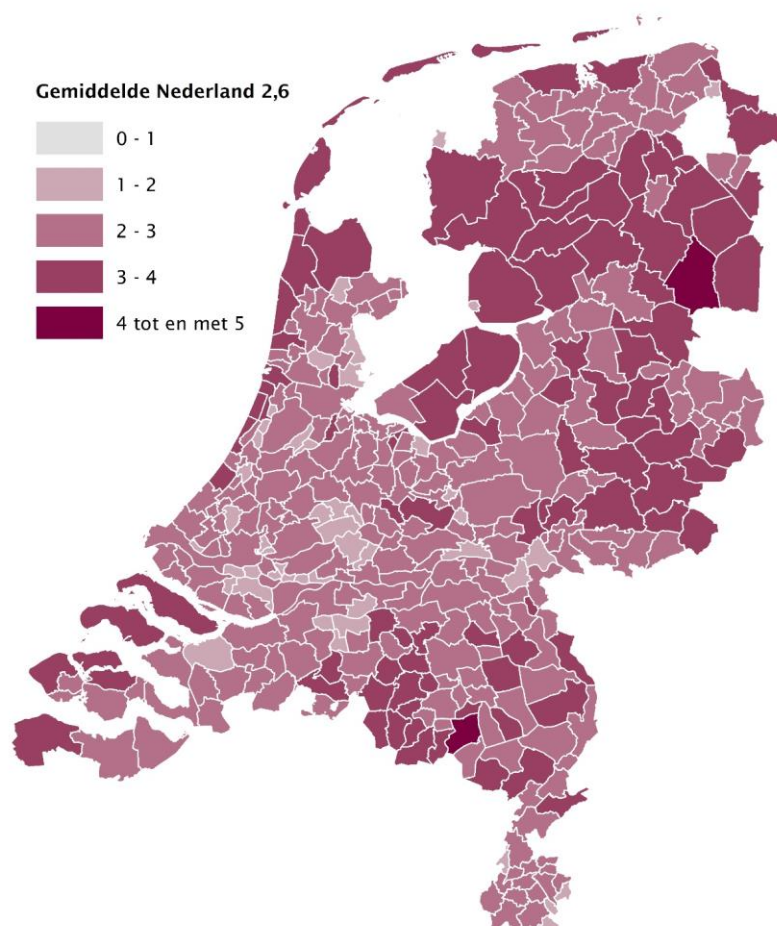 Gemiddelde Nederland 2,6
0 - 1
1 - 2
2 - 3
3 - 4
4 tot en met 5